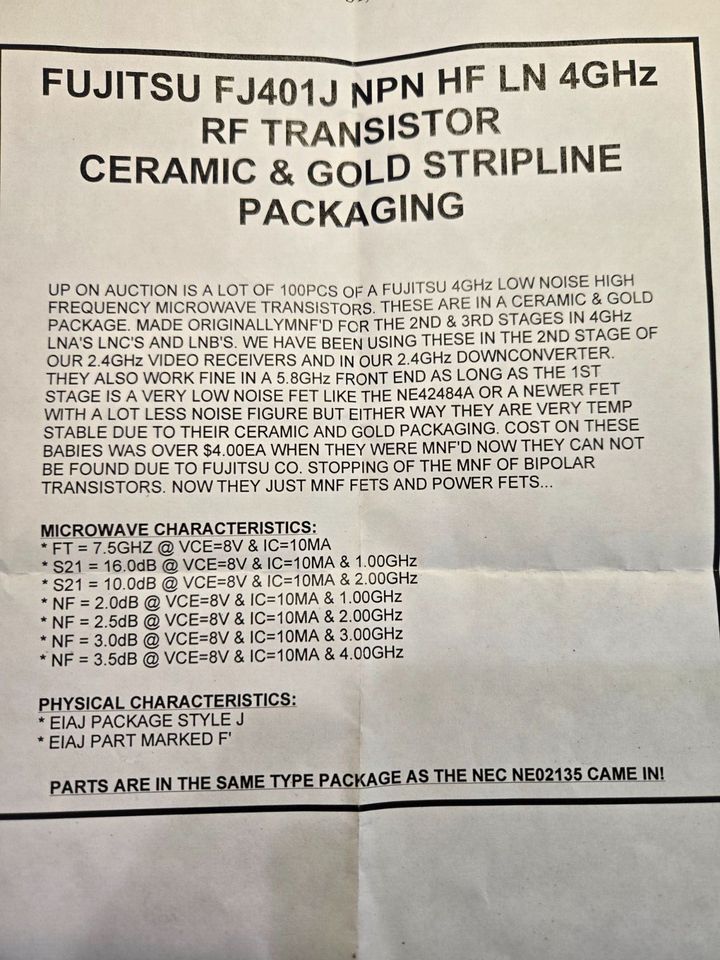 FUJITSU FJ401J NPN HF LN 4GHz
RF TRANSISTOR
CERAMIC & GOLD STRIPLINE
PACKAGING
UP ON AUCTION IS A LOT OF 100PCS OF A FUJITSU 4GHz LOW NOISE HIGH
FREQUENCY MICROWAVE TRANSISTORS. THESE ARE IN A CERAMIC & GOLD
PACKAGE. MADE ORIGINALLYMNF'D FOR THE 2ND & 3RD STAGES IN 4GHz
LNA'S LNC'S AND LNB'S. WE HAVE BEEN USING THESE IN THE 2ND STAGE OF
OUR 2.4GHz VIDEO RECEIVERS AND IN OUR 2.4GHz DOWNCONVERTER.
THEY ALSO WORK FINE IN A 5.8GHz FRONT END AS LONG AS THE 1ST
STAGE IS A VERY LOW NOISE FET LIKE THE NE42484A OR A NEWER FET
WITH A LOT LESS NOISE FIGURE BUT EITHER WAY THEY ARE VERY TEMP
STABLE DUE TO THEIR CERAMIC AND GOLD PACKAGING. COST ON THESE
BABIES WAS OVER $4.00EA WHEN THEY WERE MNF'D NOW THEY CAN NOT
BE FOUND DUE TO FUJITSU CO. STOPPING OF THE MNF OF BIPOLAR
TRANSISTORS. NOW THEY JUST MNF FETS AND POWER FETS...
MICROWAVE CHARACTERISTICS:
* FT = 7.5GHZ @ VCE=8V & IC=10MA
* S21 = 16.0dB @ VCE=8V & IC=10MA & 1.00GHz
* S21 = 10.0dB @ VCE=8V & IC=10MA & 2.00GHz
* NF = 2.0dB @ VCE=8V & IC=10MA & 1.00GHz
* NF = 2.5dB @ VCE=8V & IC=10MA & 2.00GHz
* NF = 3.0dB @ VCE=8V & IC=10MA & 3.00GHz
* NF = 3.5dB @ VCE=8V & IC=10MA & 4.00GHz
PHYSICAL CHARACTERISTICS:
* EIAJ PACKAGE STYLE J
* EIAJ PART MARKED F'
PARTS ARE IN THE SAME TYPE PACKAGE AS THE NEC NE02135 CAME IN!